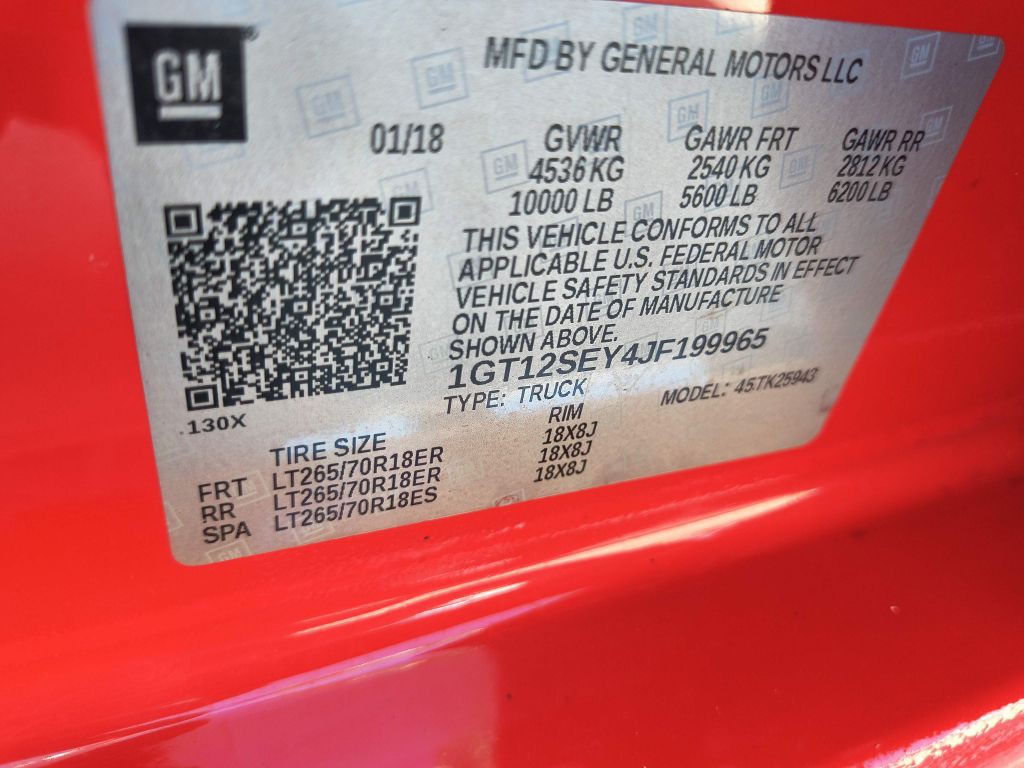 GM
MFD BY GENERAL MOTORS LLC
01/18 GVWR GAWR FRT GAWR RR
4536 KG 2540 KG 2812 KG
10000 LB 5600 LB 6200 LB
THIS VEHICLE CONFORMS TO ALL
APPLICABLE U.S. FEDERAL MOTOR
VEHICLE SAFETY STANDARDS IN EFFECT
ON THE DATE OF MANUFACTURE
SHOWN ABOVE.
1GT12SEY4JF199965
TYPE: TRUCK MODEL: 45.TK25943
.130X
TIRE SIZE RIM
FRT LT265/70R18ER 18X8J
RR LT265/70R18ER 18X8J
SPA LT265/70R18ES 18X8J